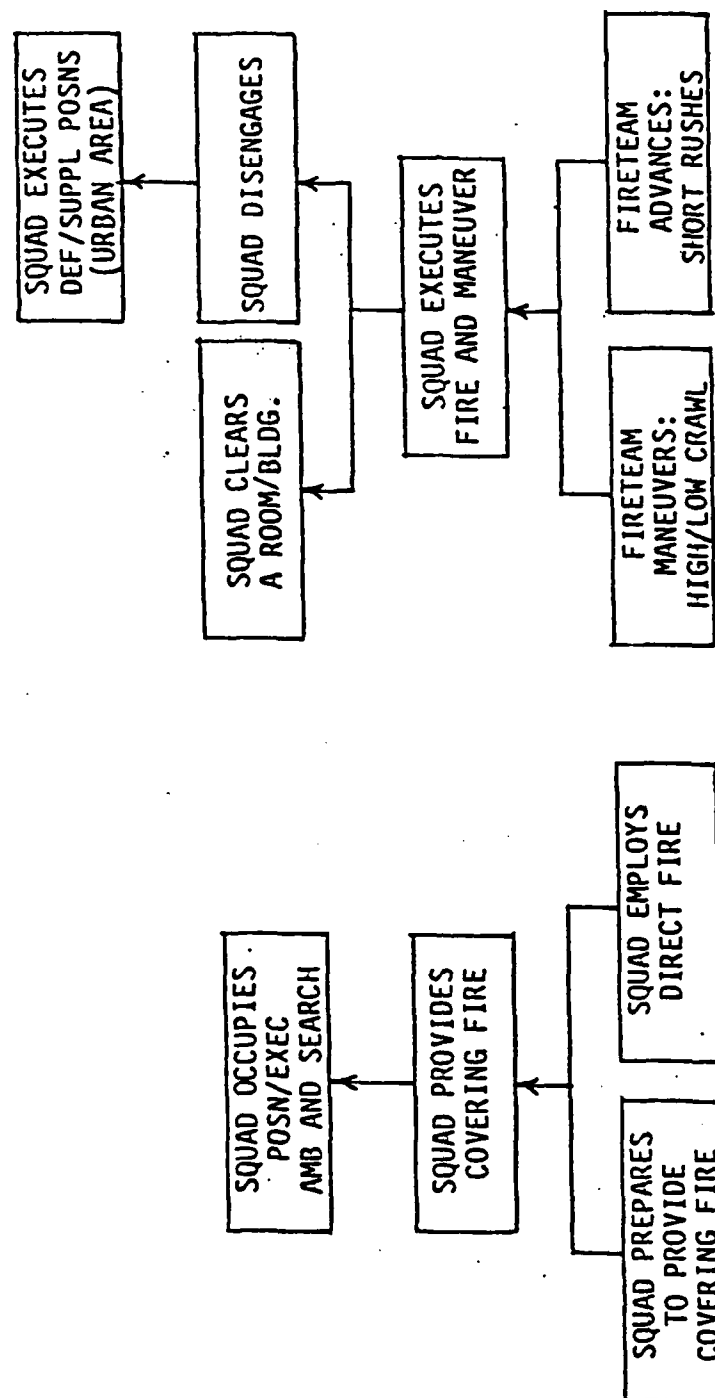 SQUAD OCCUPIES
POSN/EXEC
AMB AND SEARCH
SQUAD PROVIDES
COVERING FIRE
SQUAD PREPARES
TO PROVIDE
COVERING FIRE
SQUAD EMPLOYS
DIRECT FIRE
SQUAD EXECUTES
DEF/SUPPL POSNS
(URBAN AREA)
SQUAD CLEARS
A ROOM/BLDG.
SQUAD DISENGAGES
SQUAD EXECUTES
FIRE AND MANEUVER
FIRETEAM
MANEUVERS:
HIGH/LOW CRAWL
FIRETEAM
ADVANCES:
SHORT RUSHES